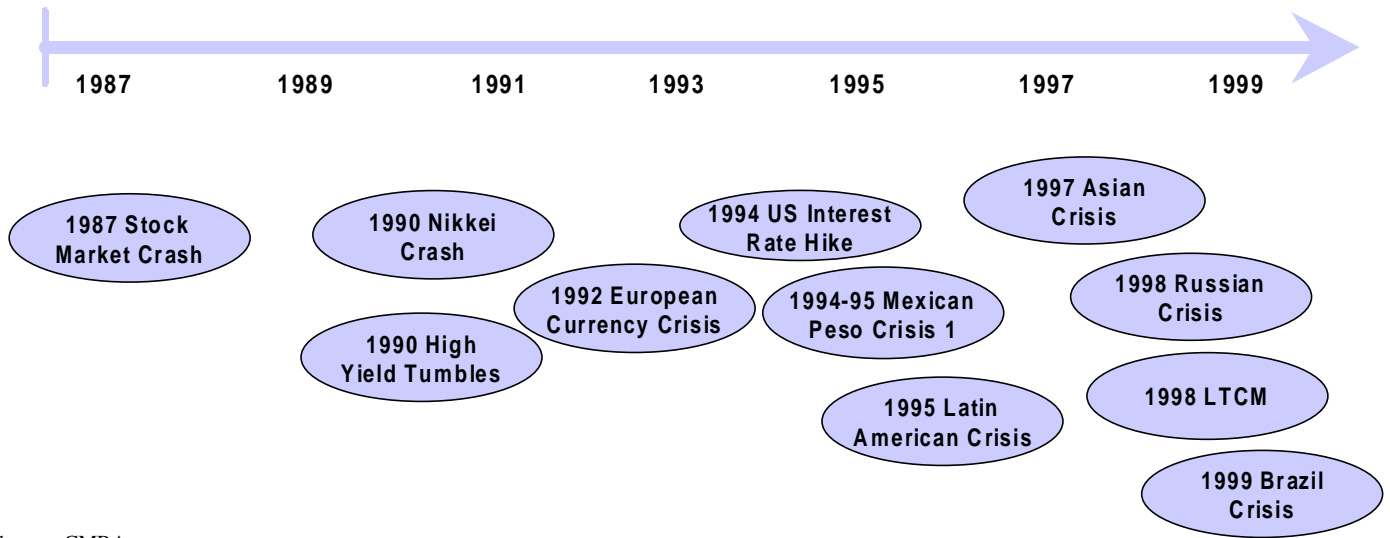 1987 1989 1991 1993 1995 1997 1999
1987 Stock
Market Crash
1990 Nikkei
Crash
1990 High
Yield Tumbles
1992 European
Currency Crisis
1994 US Interest
Rate Hike
1994-95 Mexican
Peso Crisis 1
1995 Latin
American Crisis
1997 Asian
Crisis
1998 Russian
Crisis
1998 LTCM
1999 Brazil
Crisis